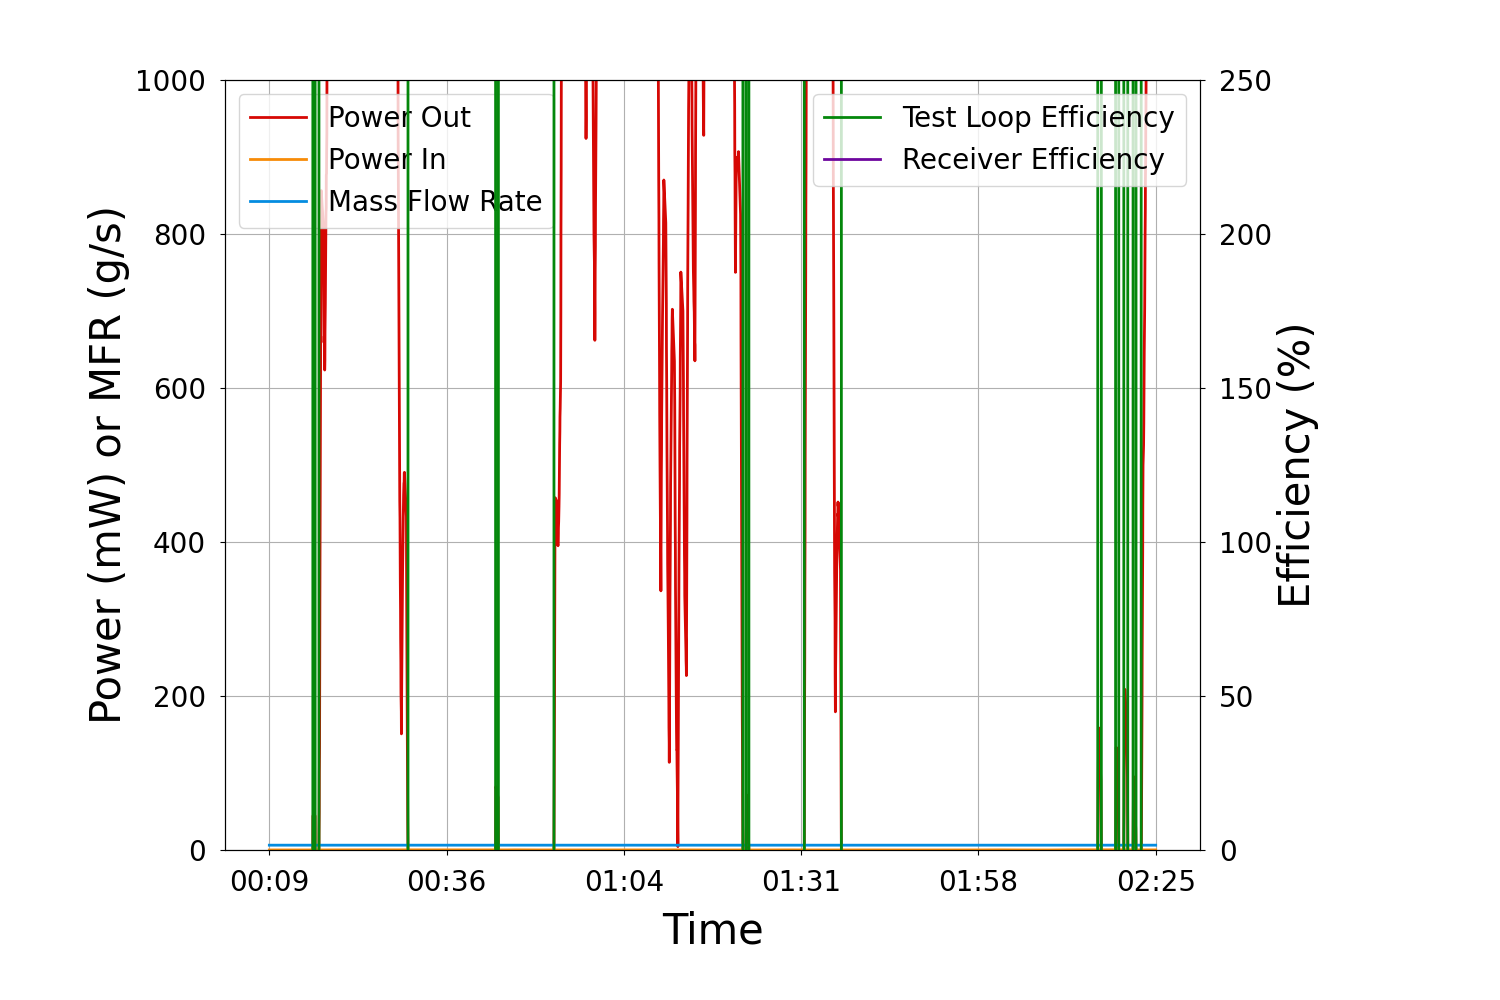 1000
800
600
400
200
0
Power (mW) or MFR (g/s)
Power Out
Power In
Mass Flow Rate
Test Loop Efficiency
Receiver Efficiency
250
200
150
100
50
0
Efficiency (%)
00:09 00:36 01:04 01:31 01:58 02:25
Time